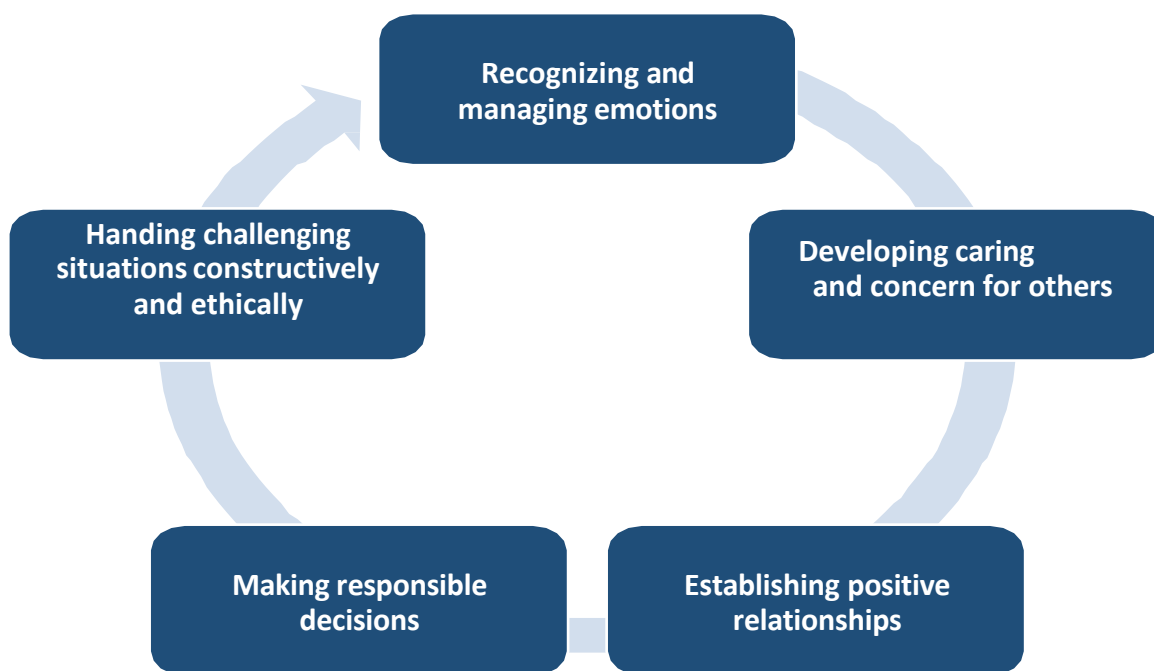 Recognizing and
managing emotions
Developing caring
and concern for others
Establishing positive
relationships
Making responsible
decisions
Handing challenging
situations constructively
and ethically